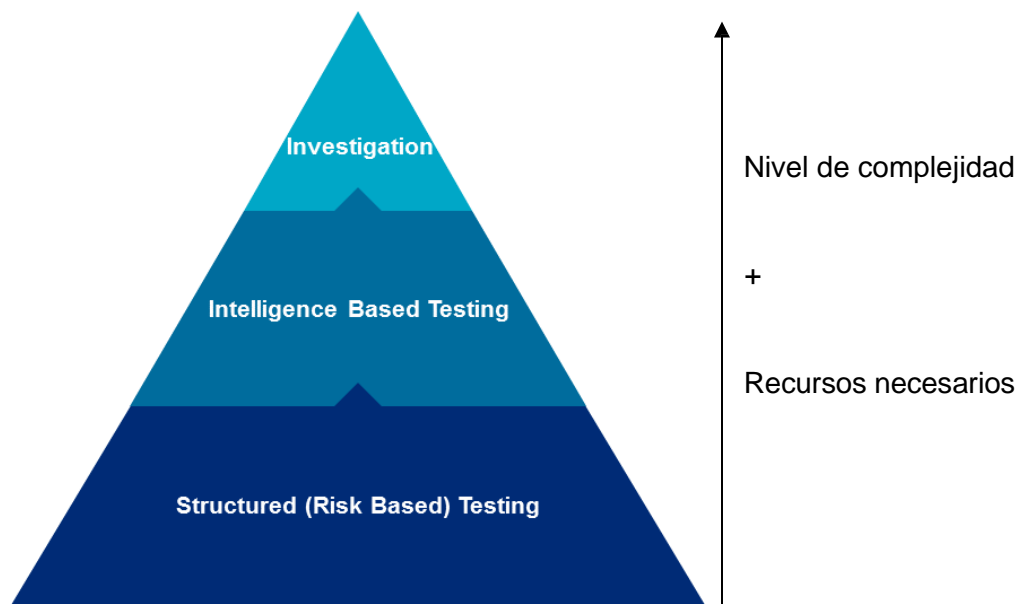 Investigation
Intelligence Based Testing
Structured (Risk Based) Testing
Nivel de complejidad
+
Recursos necesarios